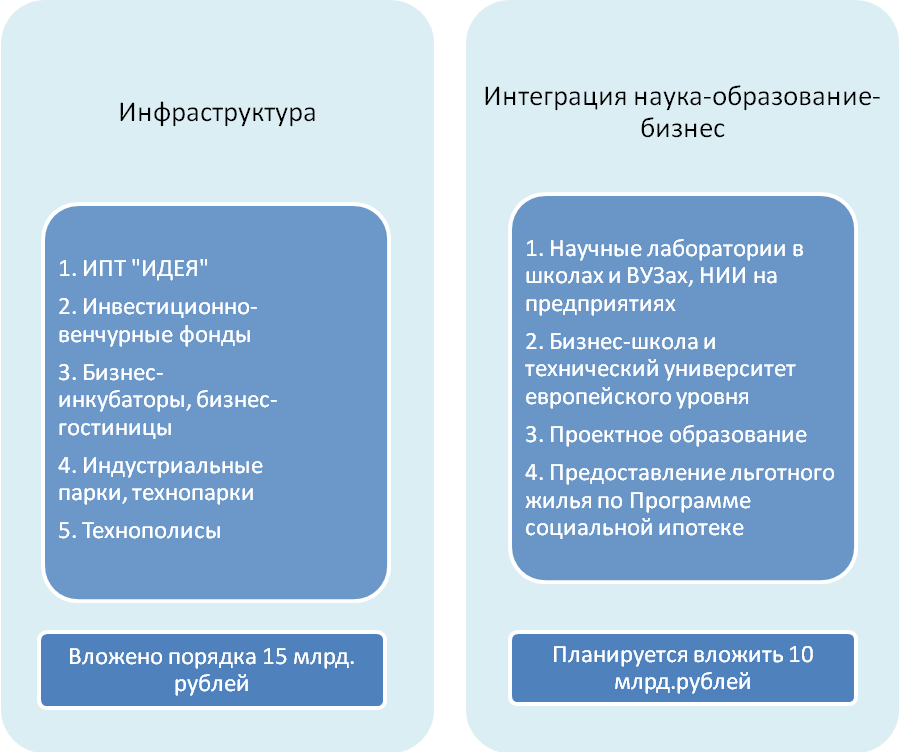 Инфраструктура
1. ИПТ "ИДЕЯ"
2. Инвестиционно-
венчурные фонды
3. Бизнес-
инкубаторы, бизнес-
гостиницы
4. Индустриальные
парки, технопарки
5. Технополисы
Вложено порядка 15 млрд.
рублей
Интеграция наука-образование-
бизнес
1. Научные лаборатории в
школах и ВУЗах, НИИ на
предприятиях
2. Бизнес-школа и
технический университет
европейского уровня
3. Проектное образование
4. Предоставление льготного
жилья по Программе
социальной ипотеке
Планируется вложить 10
млрд.рублей